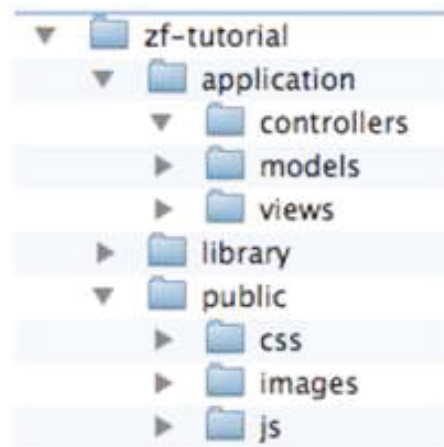 zf-tutorial
application
controllers
models
views
library
public
css
images
js